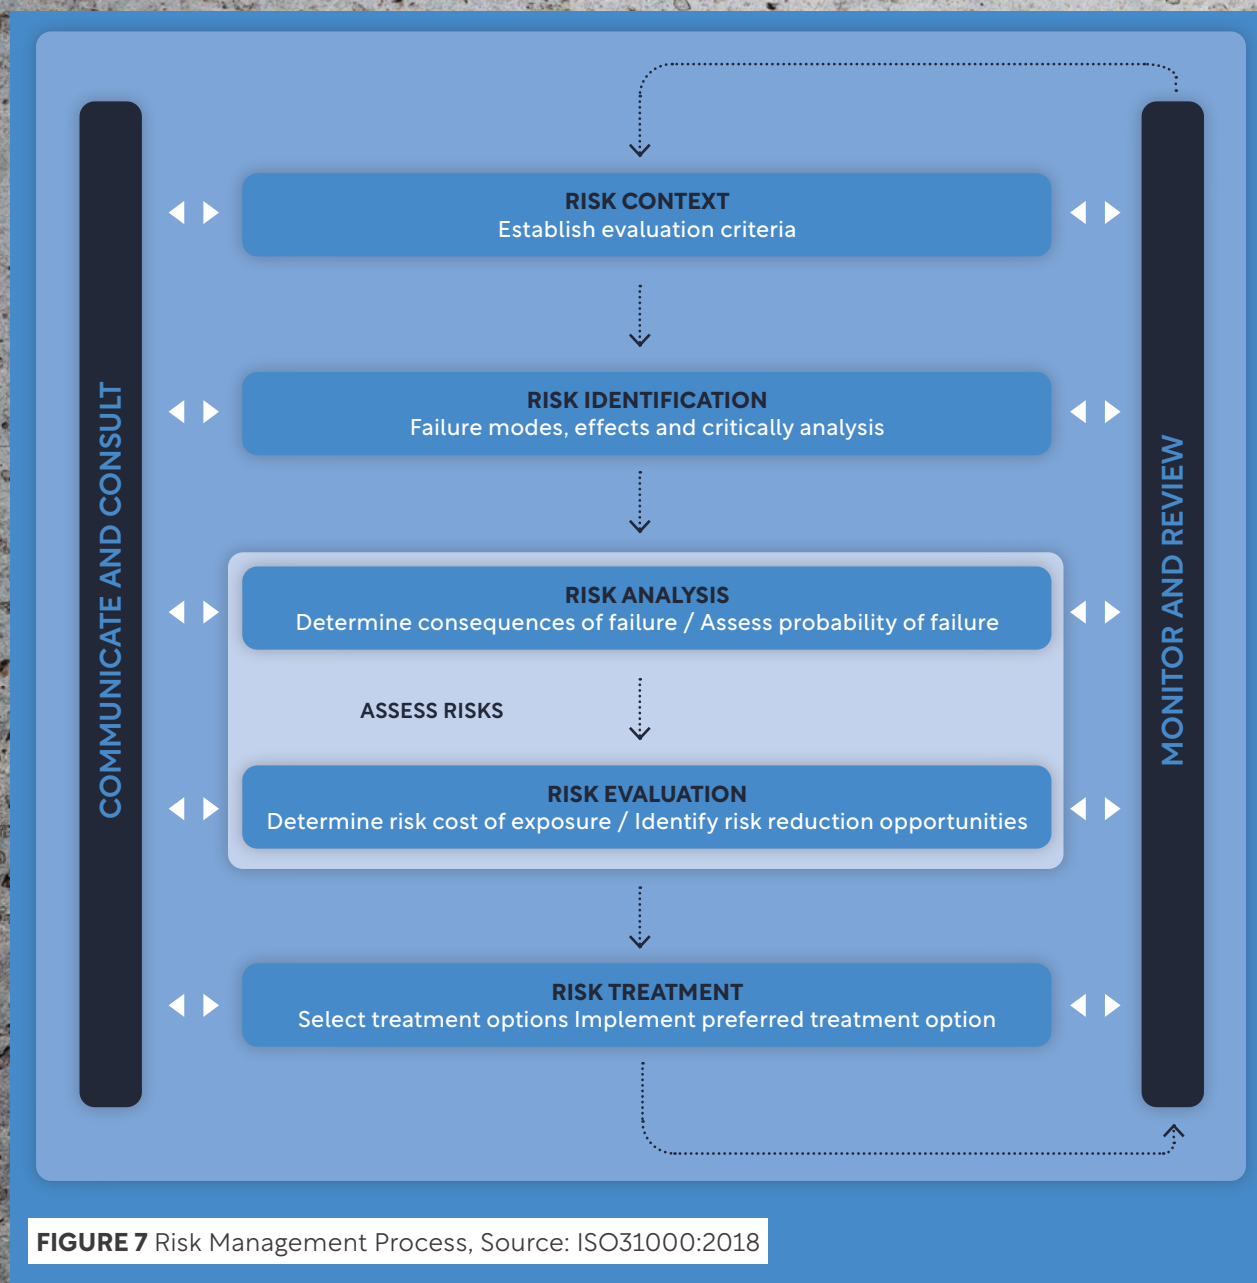 COMMUNICATE AND CONSULT
RISK CONTEXT
Establish evaluation criteria
RISK IDENTIFICATION
Failure modes, effects and critically analysis
RISK ANALYSIS
Determine consequences of failure / Assess probability of failure
ASSESS RISKS
RISK EVALUATION
Determine risk cost of exposure / Identify risk reduction opportunities
RISK TREATMENT
Select treatment options Implement preferred treatment option
MONITOR AND REVIEW
FIGURE 7 Risk Management Process, Source: ISO31000:2018